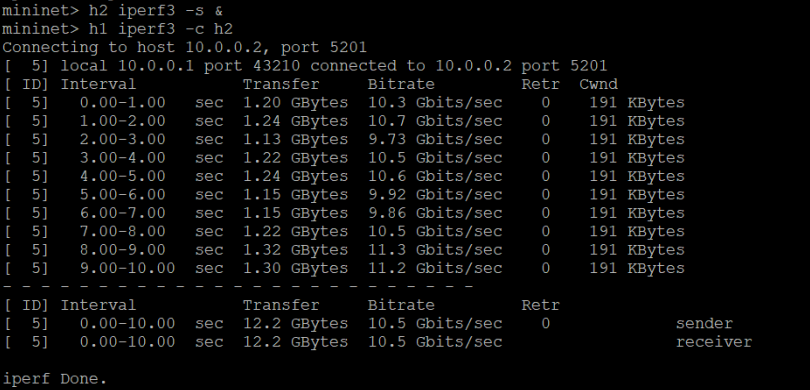 mininet> h2 iperf3 -s &
mininet> h1 iperf3 -c h2
Connecting to host 10.0.0.2, port 5201
[  5] local 10.0.0.1 port 43210 connected to 10.0.0.2 port 5201
[ ID] Interval           Transfer     Bitrate         Retr  Cwnd
[  5]   0.00-1.00   sec  1.20 GBytes  10.3 Gbits/sec    0    191 KBytes
[  5]   1.00-2.00   sec  1.24 GBytes  10.7 Gbits/sec    0    191 KBytes
[  5]   2.00-3.00   sec  1.13 GBytes  9.73 Gbits/sec    0    191 KBytes
[  5]   3.00-4.00   sec  1.22 GBytes  10.5 Gbits/sec    0    191 KBytes
[  5]   4.00-5.00   sec  1.24 GBytes  10.6 Gbits/sec    0    191 KBytes
[  5]   5.00-6.00   sec  1.15 GBytes  9.92 Gbits/sec    0    191 KBytes
[  5]   6.00-7.00   sec  1.15 GBytes  9.86 Gbits/sec    0    191 KBytes
[  5]   7.00-8.00   sec  1.22 GBytes  10.5 Gbits/sec    0    191 KBytes
[  5]   8.00-9.00   sec  1.32 GBytes  11.3 Gbits/sec    0    191 KBytes
[  5]   9.00-10.00  sec  1.30 GBytes  11.2 Gbits/sec    0    191 KBytes
- - - - - - - - - - - - - - - - - - - - - - - - -
[ ID] Interval           Transfer     Bitrate         Retr
[  5]   0.00-10.00  sec  12.2 GBytes  10.5 Gbits/sec    0             sender
[  5]   0.00-10.00  sec  12.2 GBytes  10.5 Gbits/sec                  receiver
iperf Done.